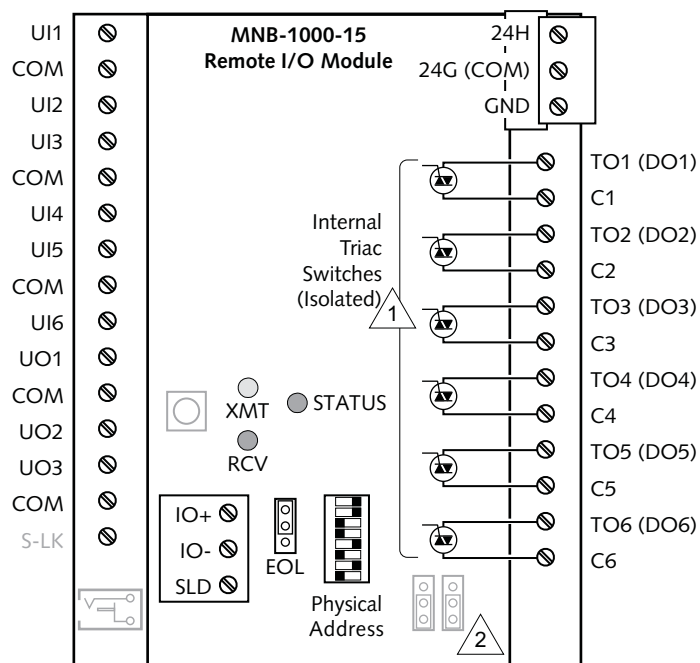 MNB-1000-15
Remote I/O Module
UI1
COM
UI2
UI3
COM
UI4
UI5
COM
UI6
UO1
COM
UO2
UO3
COM
S-LK
24H
24G (COM)
GND
TO1 (DO1)
C1
TO2 (DO2)
C2
TO3 (DO3)
C3
TO4 (DO4)
C4
TO5 (DO5)
C5
TO6 (DO6)
C6
Internal
Triac
Switches
(Isolated)
1
XMT
STATUS
RCV
IO+
IO-
SLD
EOL
Physical
Address
2